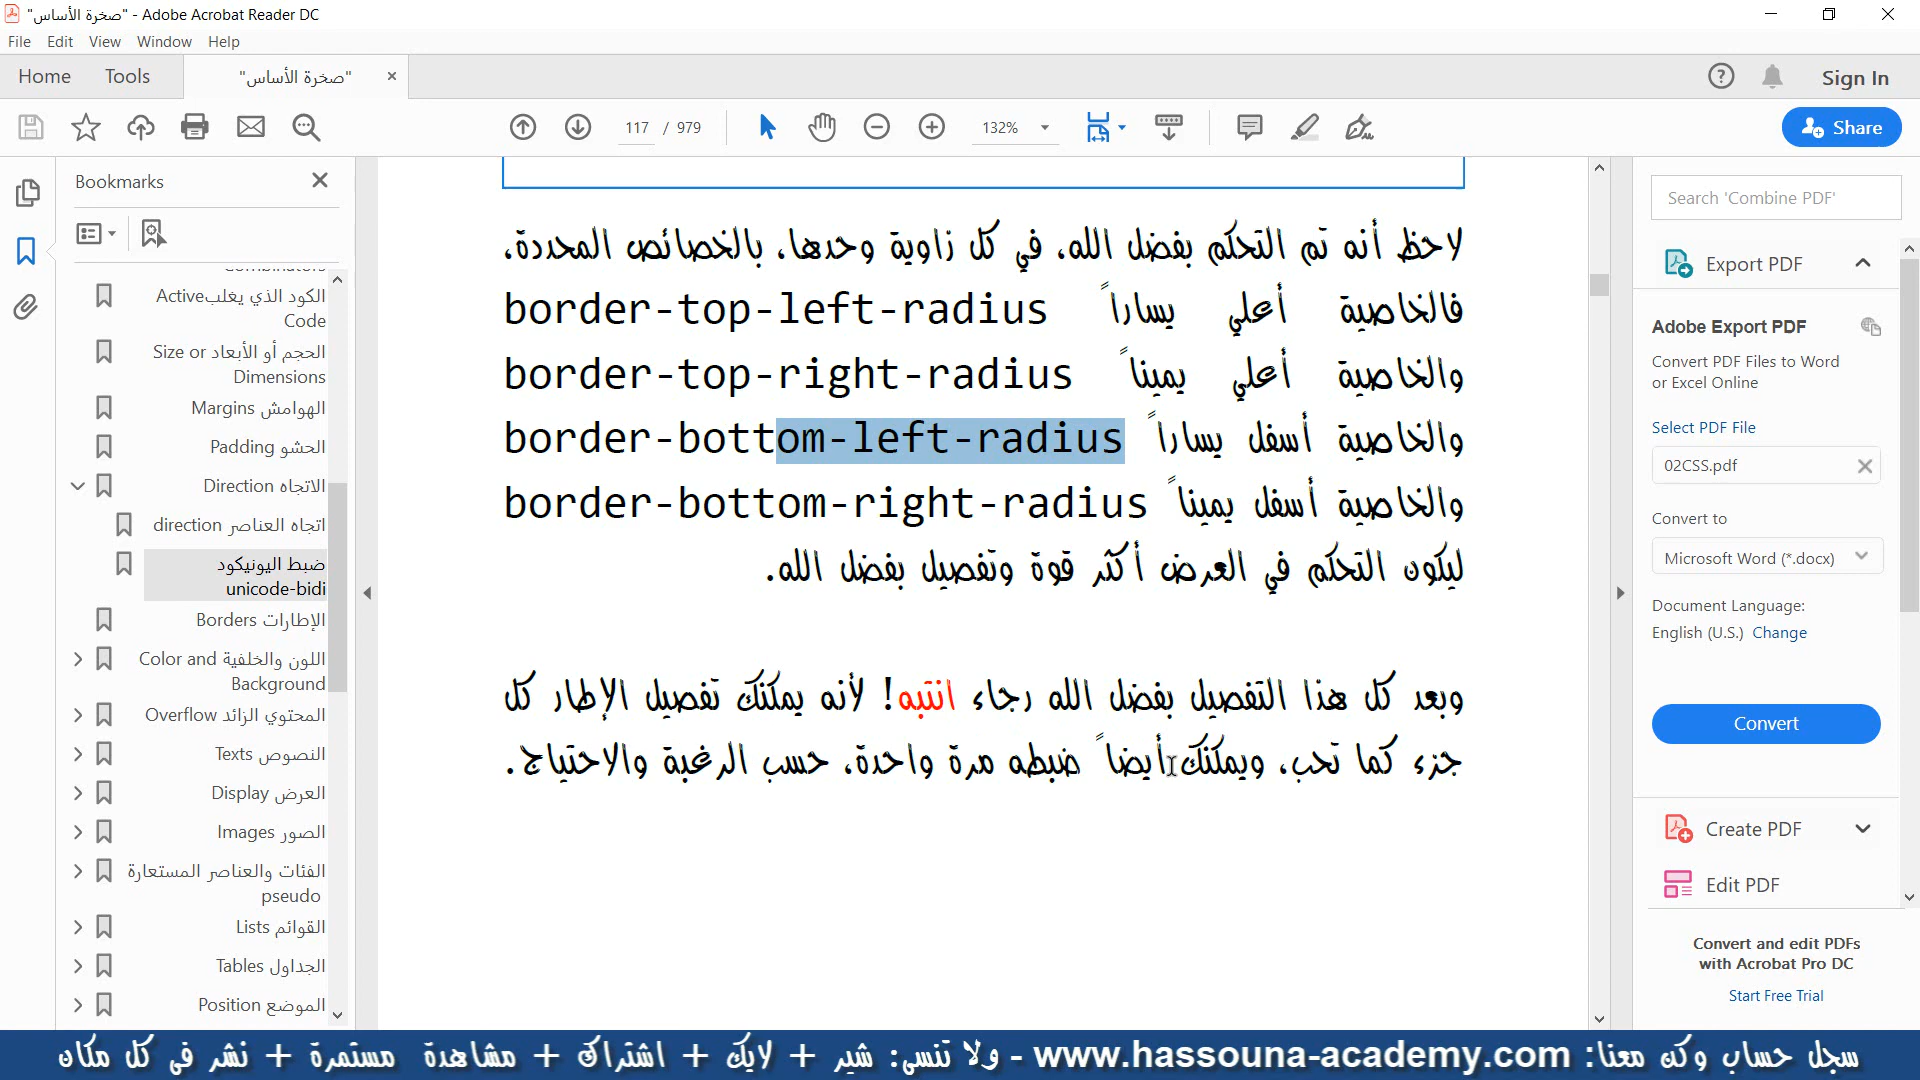 "صخرة الأساس" - Adobe Acrobat Reader DC
File Edit View Window Help
Home Tools "صخرة الأساس" Sign In
117 / 979 132% Share
Bookmarks
الكود الذي يغلب Active
Code
الحجم أو الأبعاد Size or
Dimensions
الهوامش Margins
الحشو Padding
الاتجاه Direction
اتجاه العناصر direction
ضبط اليونيكود
unicode-bidi
الإطارات Borders
اللون والخلفية Color and
Background
المحتوي الزائد Overflow
النصوص Texts
العرض Display
الصور Images
الفئات والعناصر المستعارة
pseudo
القوائم Lists
الجداول Tables
الموضع Position
لاحظ أنه تم التحكم بفضل الله، في كل زاوية وحدها، بالخصائص المحددة،
فالخاصية أعلي يساراً border-top-left-radius
والخاصية أعلي يميناً border-top-right-radius
والخاصية أسفل يساراً border-bottom-left-radius
والخاصية أسفل يميناً border-bottom-right-radius
ليكون التحكم في العرض أكثر قوة وتفصيل بفضل الله.
وبعد كل هذا التفصيل بفضل الله رجاء انتبه! لأنه يمكنك تفصيل الإطار كل
جزء كما تحب، ويمكنك أيضاً ضبطه مرة واحدة، حسب الرغبة والاحتياج.
Search 'Combine PDF'
Export PDF
Adobe Export PDF
Convert PDF Files to Word
or Excel Online
Select PDF File
02CSS.pdf
Convert to
Microsoft Word (*.docx)
Document Language:
English (U.S.) Change
Convert
Create PDF
Edit PDF
Convert and edit PDFs
with Acrobat Pro DC
Start Free Trial
سجل حساب وكن معنا: www.hassouna-academy.com - ولا تنسى: شير + لايك + اشتراك + مشاهدة مستمرة + نشر في كل مكان